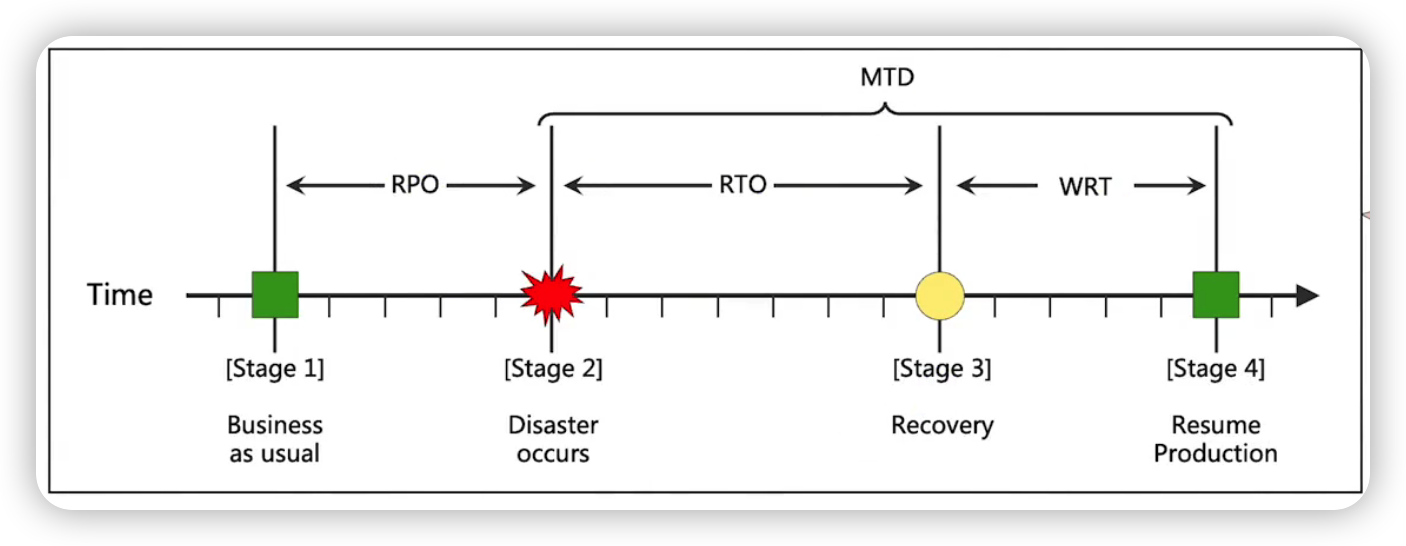 MTD
RPO
RTO
WRT
Time
[Stage 1]
[Stage 2]
[Stage 3]
[Stage 4]
Business
as usual
Disaster
occurs
Recovery
Resume
Production